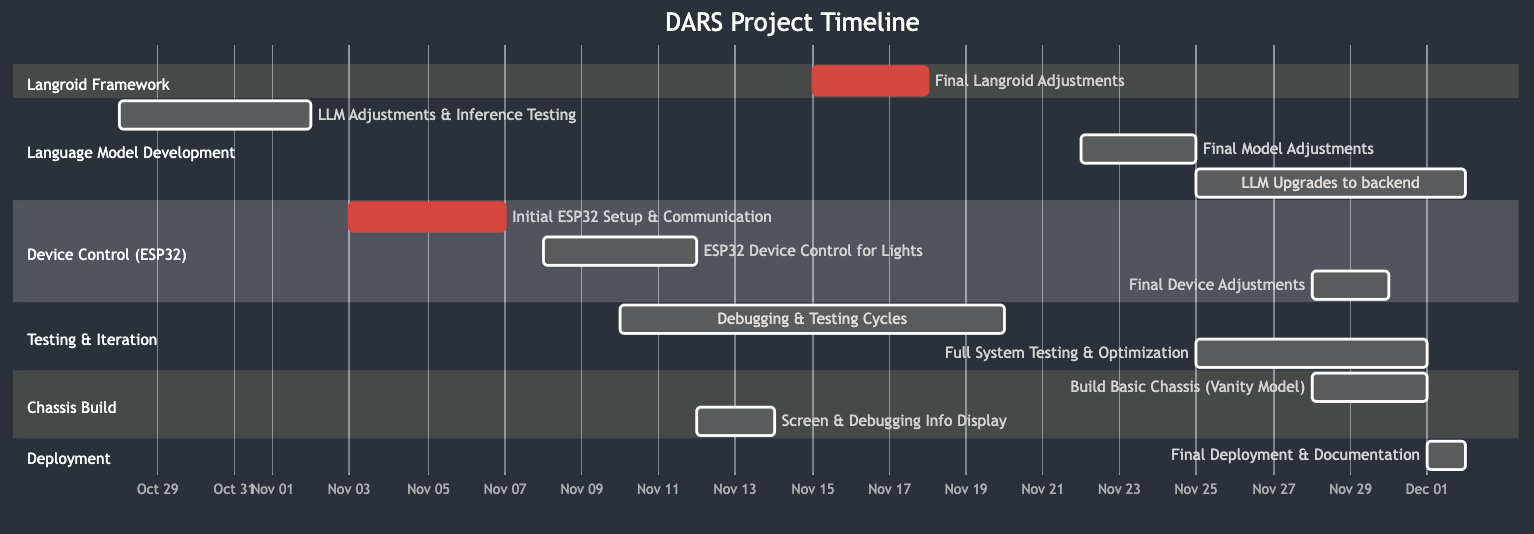 DARS Project Timeline
Langroid Framework
Final Langroid Adjustments
LLM Adjustments & Inference Testing
Language Model Development
Final Model Adjustments
LLM Upgrades to backend
Initial ESP32 Setup & Communication
Device Control (ESP32)
ESP32 Device Control for Lights
Final Device Adjustments
Debugging & Testing Cycles
Testing & Iteration
Full System Testing & Optimization
Build Basic Chassis (Vanity Model)
Chassis Build
Screen & Debugging Info Display
Deployment
Final Deployment & Documentation
Oct 29 Oct 31 Nov 01 Nov 03 Nov 05 Nov 07 Nov 09 Nov 11 Nov 13 Nov 15 Nov 17 Nov 19 Nov 21 Nov 23 Nov 25 Nov 27 Nov 29 Dec 01